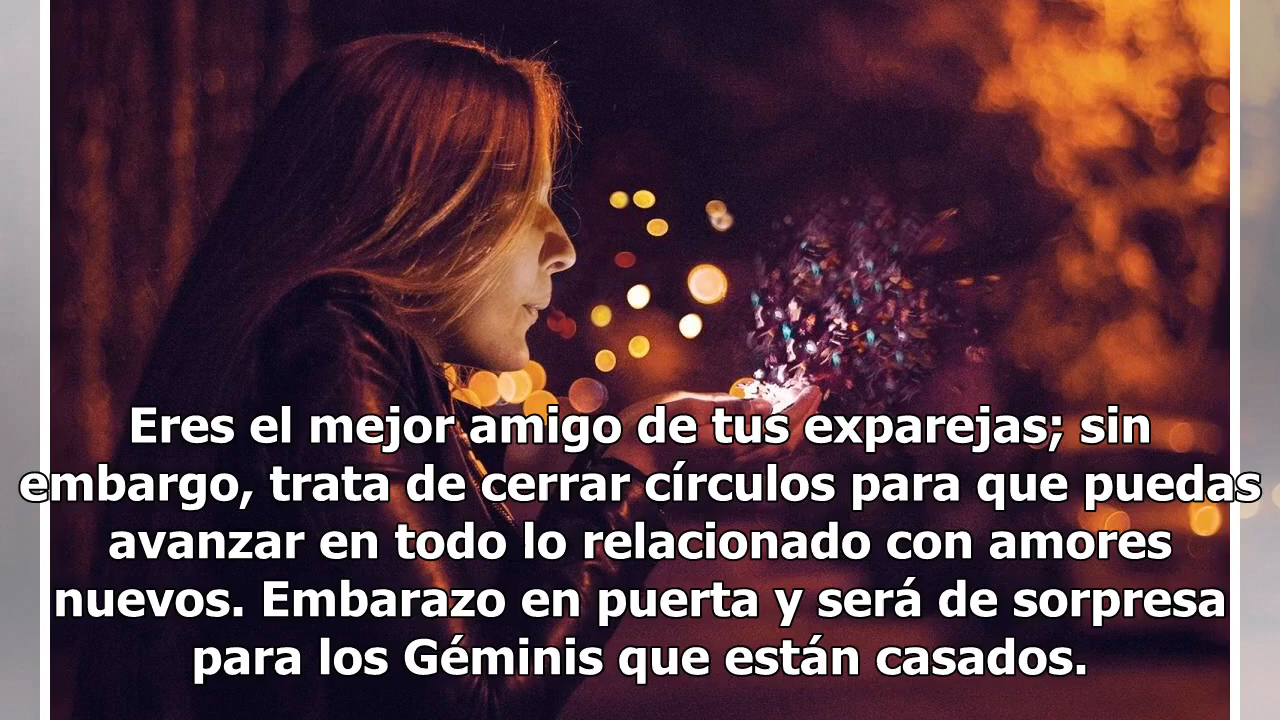 Eres el mejor amigo de tus exparejas; sin
embargo, trata de cerrar círculos para que puedas
avanzar en todo lo relacionado con amores
nuevos. Embarazo en puerta y será de sorpresa
para los Géminis que están casados.